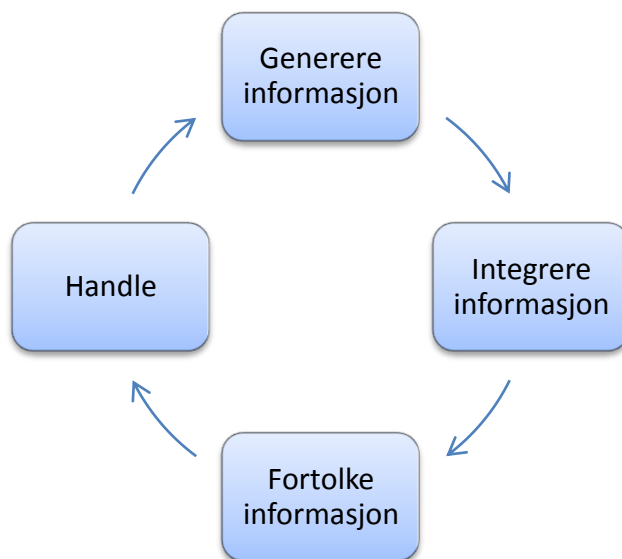 Generere
informasjon
Integrere
informasjon
Fortolke
informasjon
Handle